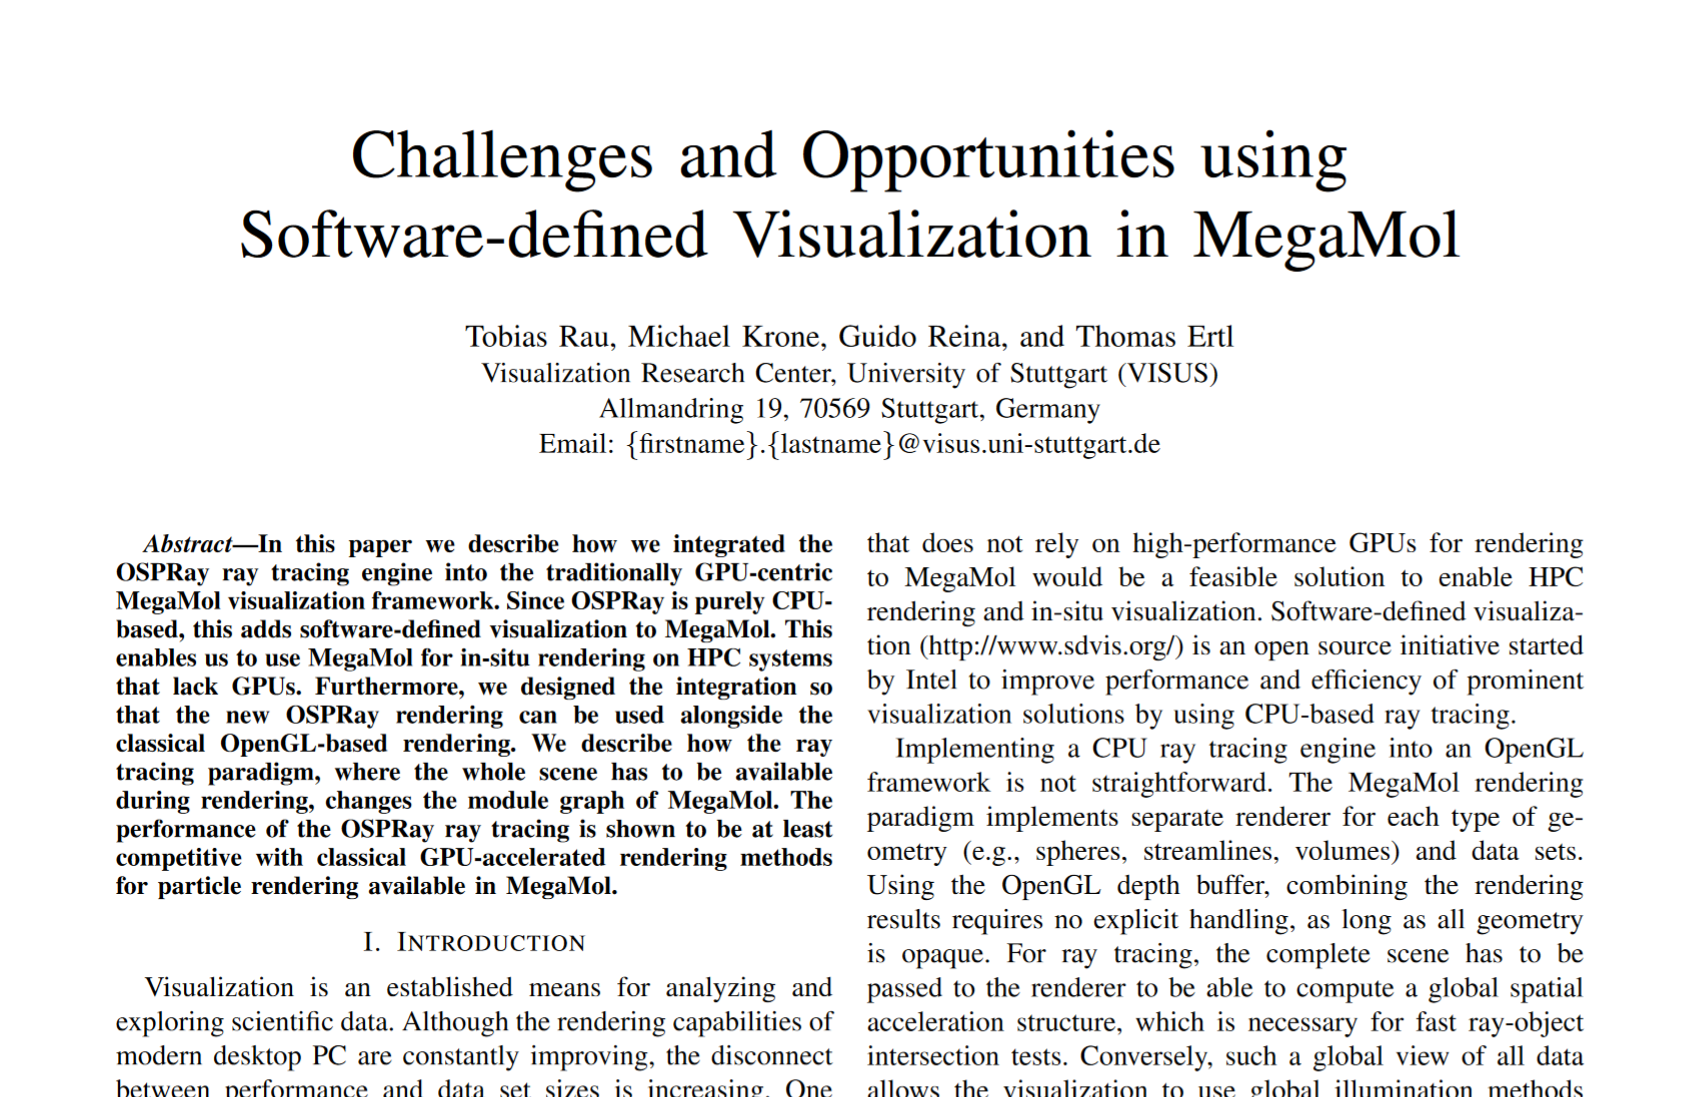 Challenges and Opportunities using
Software-defined Visualization in MegaMol
Tobias Rau, Michael Krone, Guido Reina, and Thomas Ertl
Visualization Research Center, University of Stuttgart (VISUS)
Allmandring 19, 70569 Stuttgart, Germany
Email: {firstname}.{lastname}@visus.uni-stuttgart.de
Abstract—In this paper we describe how we integrated the
OSPRay ray tracing engine into the traditionally GPU-centric
MegaMol visualization framework. Since OSPRay is purely CPU-
based, this adds software-defined visualization to MegaMol. This
enables us to use MegaMol for in-situ rendering on HPC systems
that lack GPUs. Furthermore, we designed the integration so
that the new OSPRay rendering can be used alongside the
classical OpenGL-based rendering. We describe how the ray
tracing paradigm, where the whole scene has to be available
during rendering, changes the module graph of MegaMol. The
performance of the OSPRay ray tracing is shown to be at least
competitive with classical GPU-accelerated rendering methods
for particle rendering available in MegaMol.
I. INTRODUCTION
Visualization is an established means for analyzing and
exploring scientific data. Although the rendering capabilities of
modern desktop PC are constantly improving, the disconnect
between performance and data set sizes is increasing. One
that does not rely on high-performance GPUs for rendering
to MegaMol would be a feasible solution to enable HPC
rendering and in-situ visualization. Software-defined visualiza-
tion (http://www.sdvis.org/) is an open source initiative started
by Intel to improve performance and efficiency of prominent
visualization solutions by using CPU-based ray tracing.
Implementing a CPU ray tracing engine into an OpenGL
framework is not straightforward. The MegaMol rendering
paradigm implements separate renderer for each type of ge-
ometry (e.g., spheres, streamlines, volumes) and data sets.
Using the OpenGL depth buffer, combining the rendering
results requires no explicit handling, as long as all geometry
is opaque. For ray tracing, the complete scene has to be
passed to the renderer to be able to compute a global spatial
acceleration structure, which is necessary for fast ray-object
intersection tests. Conversely, such a global view of all data
allows the visualization to use global illumination methods